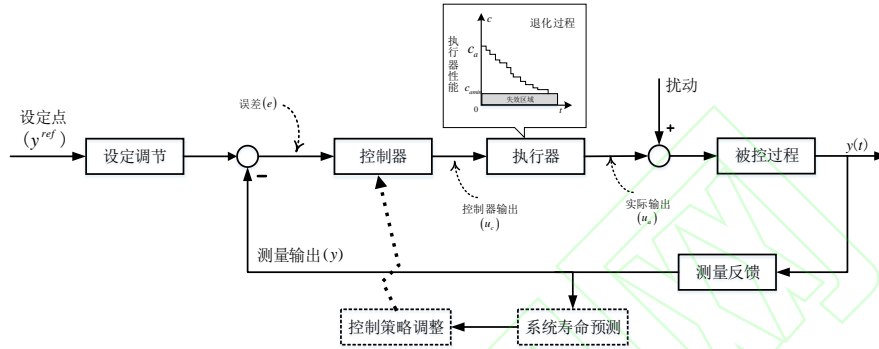 c
退化过程
执行器性能
c_a
c_amin
失效区域
0
t
设定点
(y^ref)
设定调节
误差(e)
控制器
控制器输出
(u_c)
执行器
实际输出
(u_a)
扰动
+
−
被控过程
y(t)
测量输出(y)
测量反馈
控制策略调整
系统寿命预测